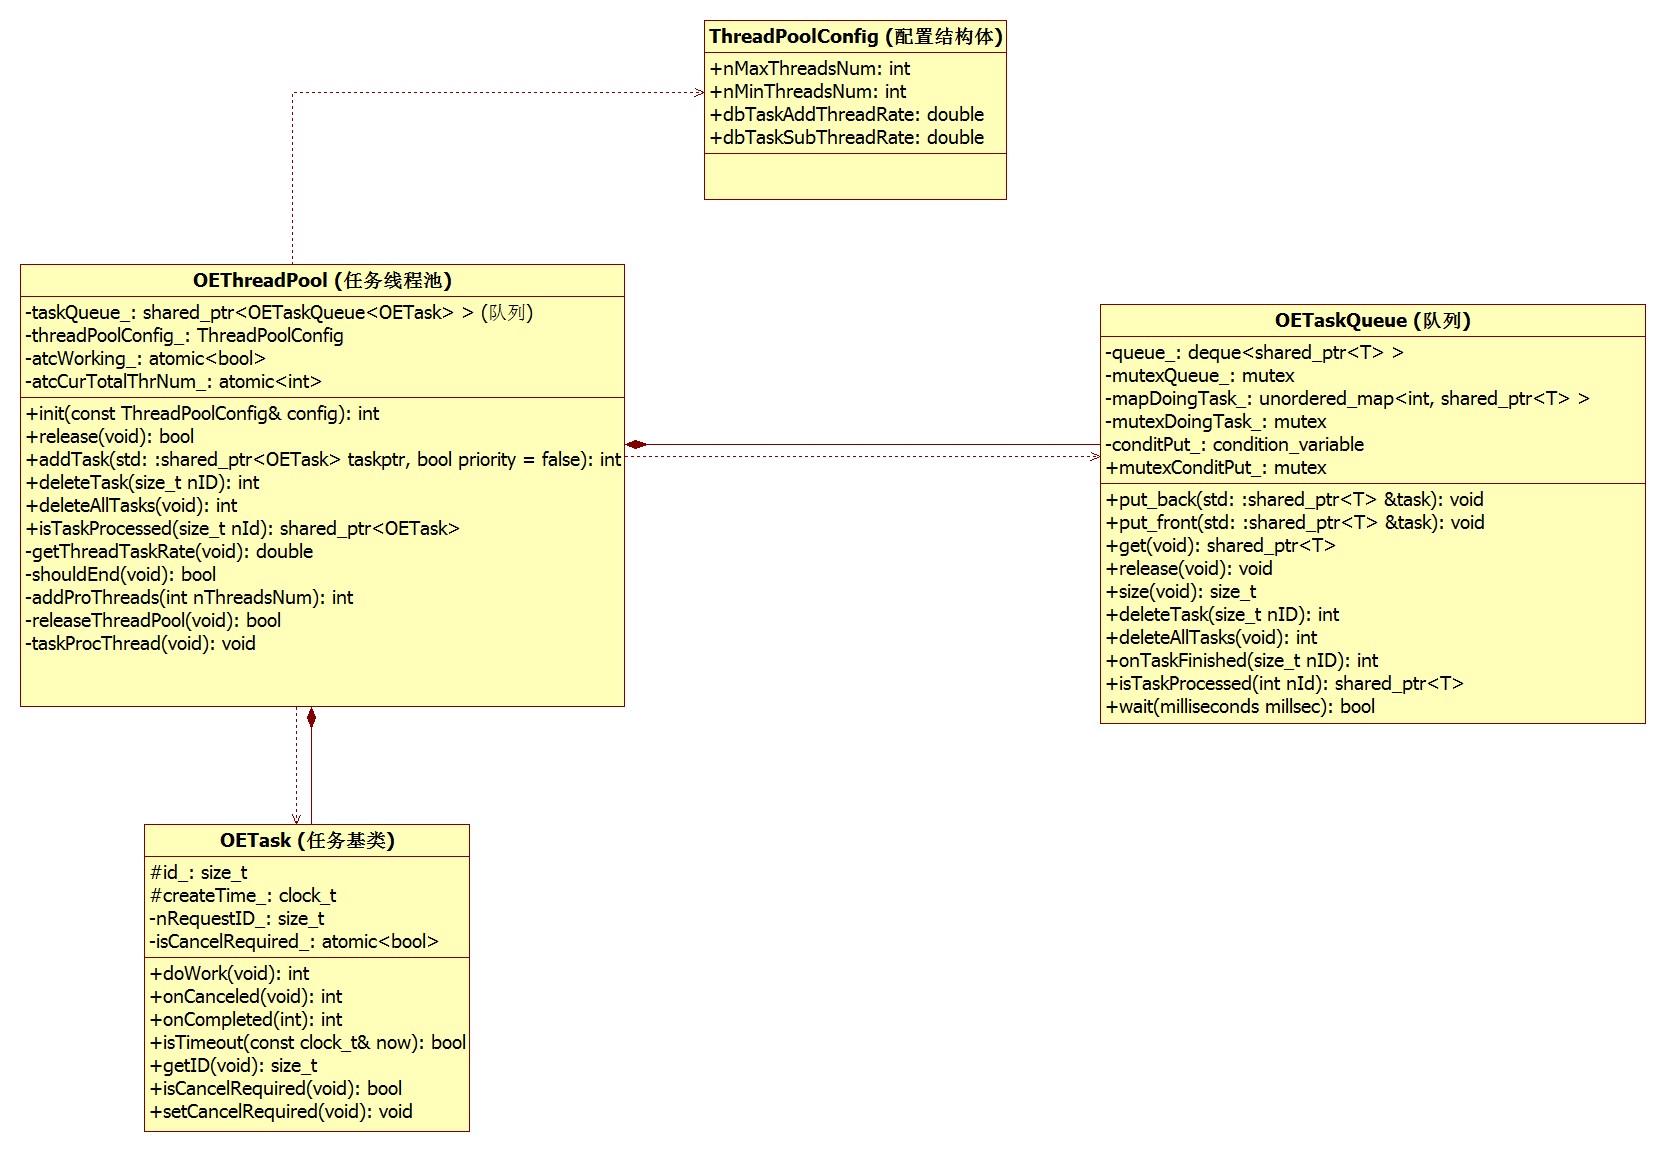 ThreadPoolConfig (配置结构体)
+nMaxThreadsNum: int
+nMinThreadsNum: int
+dbTaskAddThreadRate: double
+dbTaskSubThreadRate: double
OEThreadPool (任务线程池)
-taskQueue_: shared_ptr<OETaskQueue<OETask> > (队列)
-threadPoolConfig_: ThreadPoolConfig
-atcWorking_: atomic<bool>
-atcCurTotalThrNum_: atomic<int>
+init(const ThreadPoolConfig& config): int
+release(void): bool
+addTask(std: :shared_ptr<OETask> taskptr, bool priority = false): int
+deleteTask(size_t nID): int
+deleteAllTasks(void): int
+isTaskProcessed(size_t nId): shared_ptr<OETask>
-getThreadTaskRate(void): double
-shouldEnd(void): bool
-addProThreads(int nThreadsNum): int
-releaseThreadPool(void): bool
-taskProcThread(void): void
OETaskQueue (队列)
-queue_: deque<shared_ptr<T> >
-mutexQueue_: mutex
-mapDoingTask_: unordered_map<int, shared_ptr<T> >
-mutexDoingTask_: mutex
-conditPut_: condition_variable
+mutexConditPut_: mutex
+put_back(std: :shared_ptr<T> &task): void
+put_front(std: :shared_ptr<T> &task): void
+get(void): shared_ptr<T>
+release(void): void
+size(void): size_t
+deleteTask(size_t nID): int
+deleteAllTasks(void): int
+onTaskFinished(size_t nID): int
+isTaskProcessed(int nId): shared_ptr<T>
+wait(milliseconds millsec): bool
OETask (任务基类)
#id_: size_t
#createTime_: clock_t
-nRequestID_: size_t
-isCancelRequired_: atomic<bool>
+doWork(void): int
+onCanceled(void): int
+onCompleted(int): int
+isTimeout(const clock_t& now): bool
+getID(void): size_t
+isCancelRequired(void): bool
+setCancelRequired(void): void